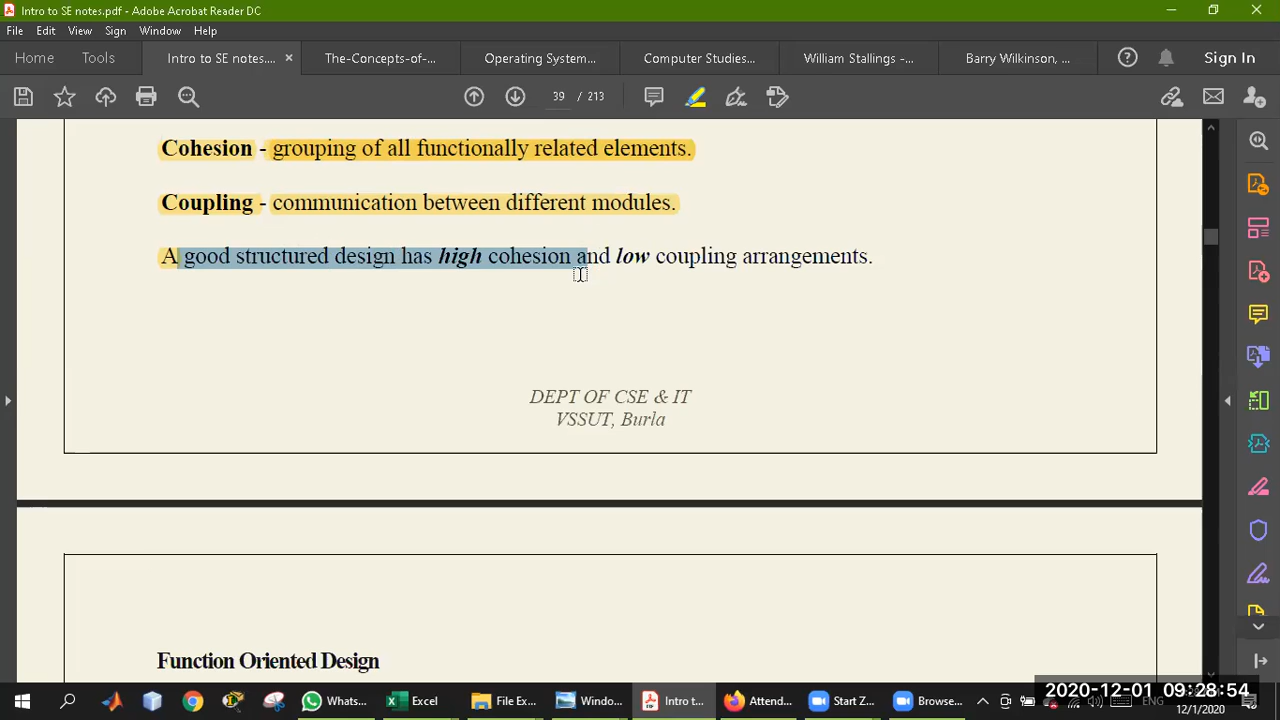 Intro to SE notes.pdf - Adobe Acrobat Reader DC
File Edit View Sign Window Help
Home Tools Intro to SE notes.... × The-Concepts-of-... Operating System... Computer Studies... William Stallings -... Barry Wilkinson, ... Sign In
39 / 213
Cohesion - grouping of all functionally related elements.
Coupling - communication between different modules.
A good structured design has high cohesion and low coupling arrangements.
DEPT OF CSE & IT
VSSUT, Burla
Function Oriented Design
Whats... Excel File Ex... Windo... Intro t... Attend... Start Z... Browse...
2020-12-01 09:28:54
12/1/2020